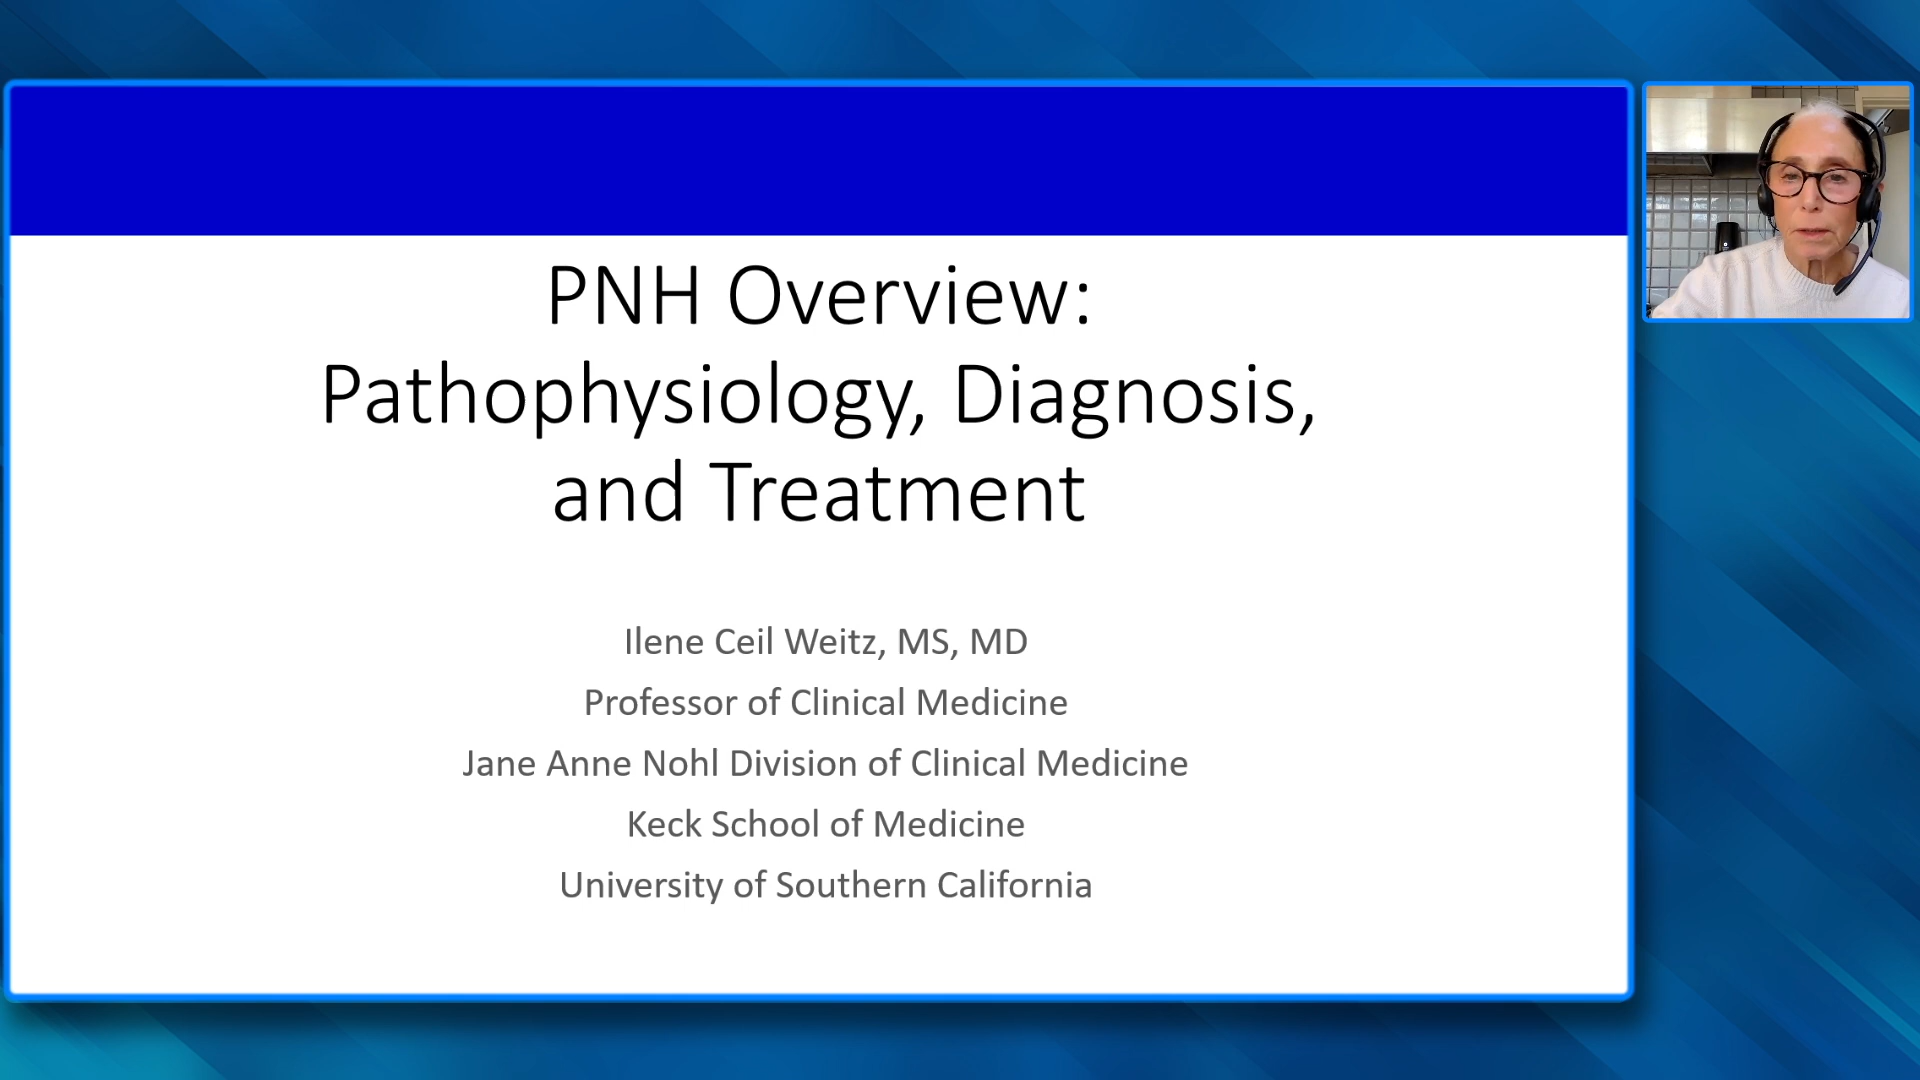 PNH Overview:
Pathophysiology, Diagnosis,
and Treatment
Ilene Ceil Weitz, MS, MD
Professor of Clinical Medicine
Jane Anne Nohl Division of Clinical Medicine
Keck School of Medicine
University of Southern California